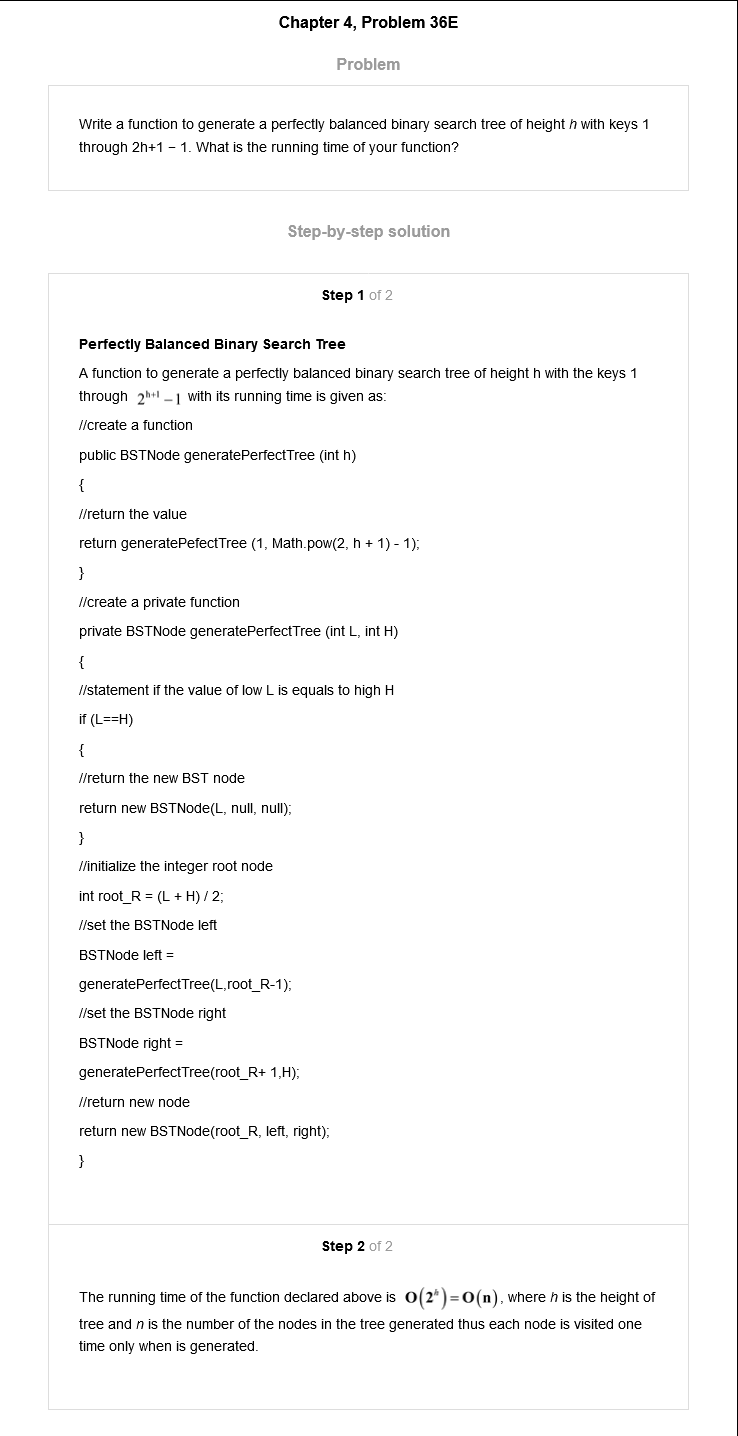 Chapter 4, Problem 36E
Problem
Write a function to generate a perfectly balanced binary search tree of height h with keys 1
through 2h+1 − 1. What is the running time of your function?
Step-by-step solution
Step 1 of 2
Perfectly Balanced Binary Search Tree
A function to generate a perfectly balanced binary search tree of height h with the keys 1
through 2^{h+1} – 1 with its running time is given as:
//create a function
public BSTNode generatePerfectTree (int h)
{
//return the value
return generatePefectTree (1, Math.pow(2, h + 1) - 1);
}
//create a private function
private BSTNode generatePerfectTree (int L, int H)
{
//statement if the value of low L is equals to high H
if (L==H)
{
//return the new BST node
return new BSTNode(L, null, null);
}
//initialize the integer root node
int root_R = (L + H) / 2;
//set the BSTNode left
BSTNode left =
generatePerfectTree(L,root_R-1);
//set the BSTNode right
BSTNode right =
generatePerfectTree(root_R+ 1,H);
//return new node
return new BSTNode(root_R, left, right);
}
Step 2 of 2
The running time of the function declared above is O(2^h)=O(n), where h is the height of
tree and n is the number of the nodes in the tree generated thus each node is visited one
time only when is generated.